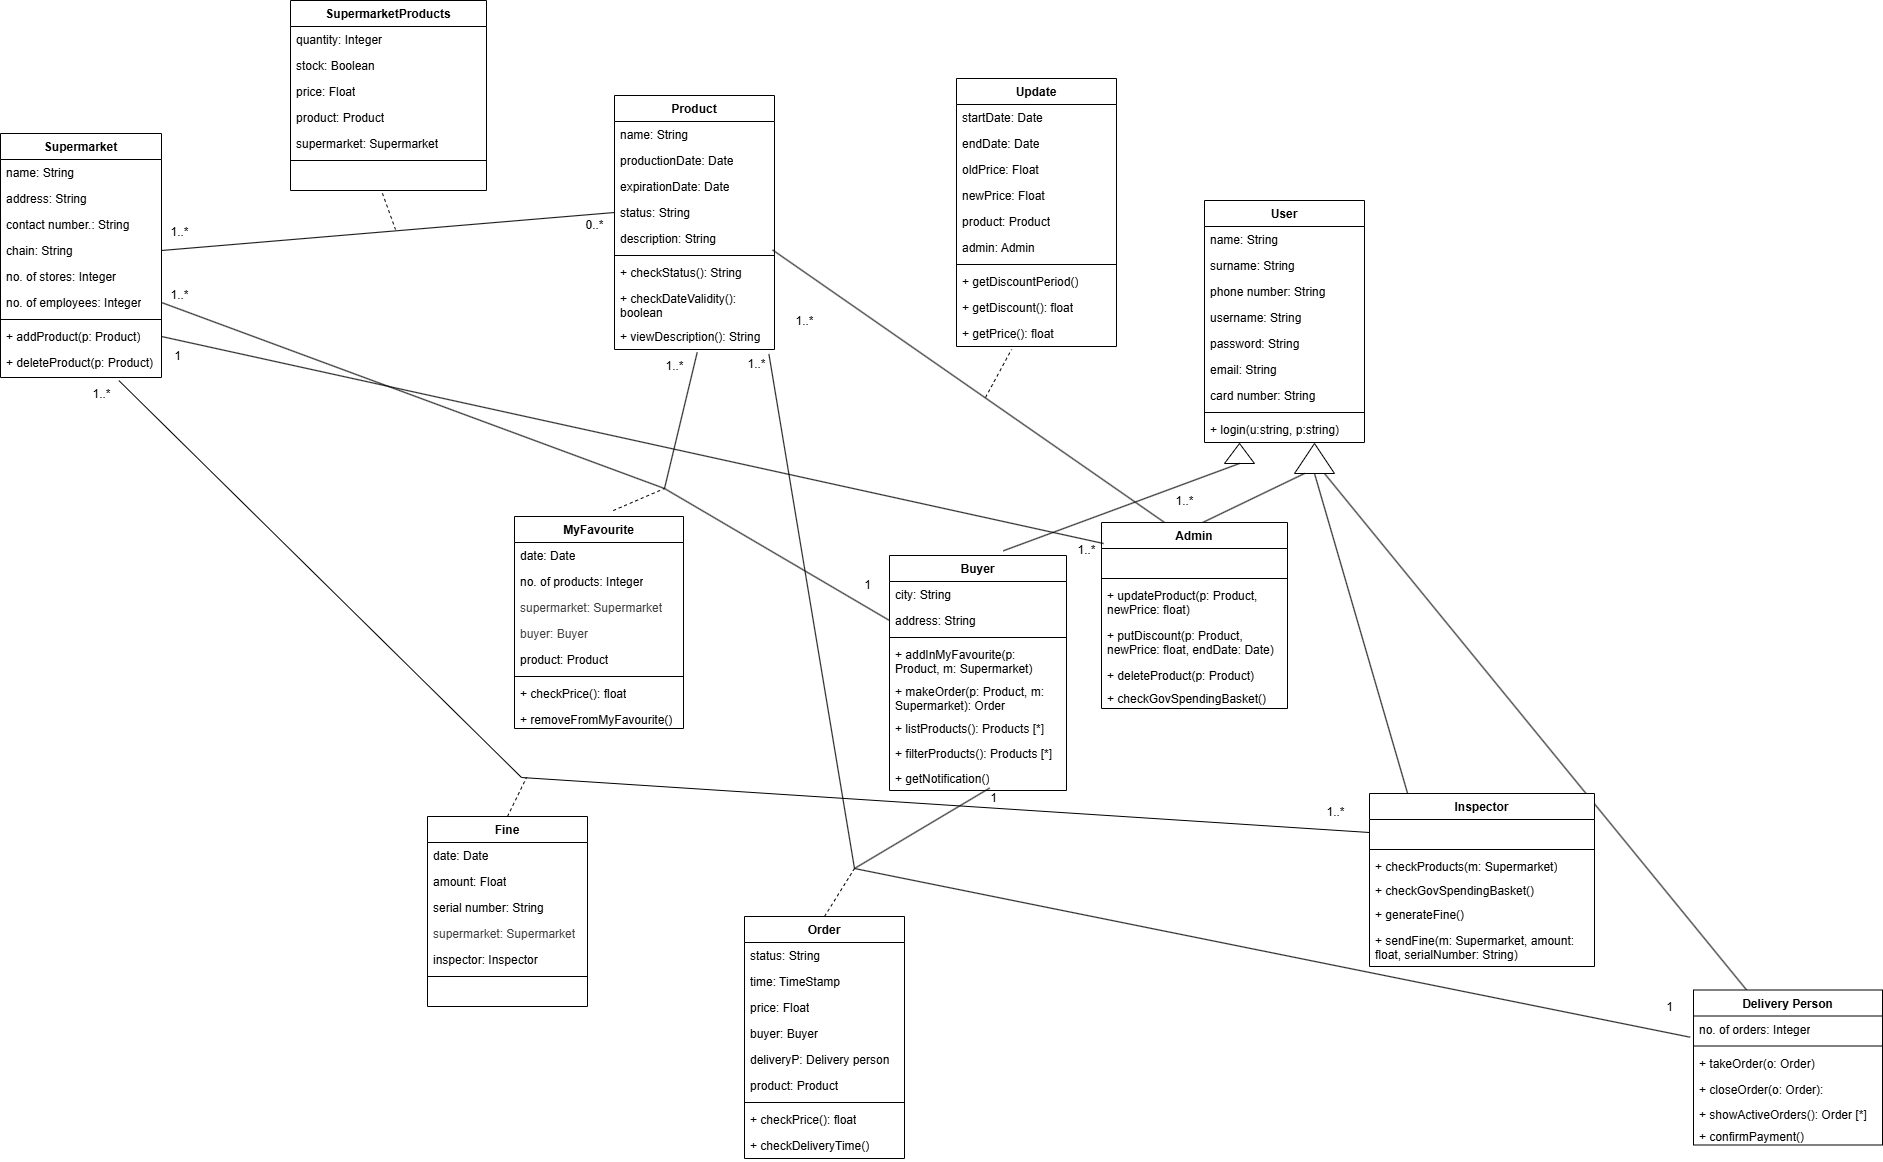 SupermarketProducts
quantity: Integer
stock: Boolean
price: Float
product: Product
supermarket: Supermarket
Supermarket
name: String
address: String
contact number.: String
chain: String
no. of stores: Integer
no. of employees: Integer
+ addProduct(p: Product)
+ deleteProduct(p: Product)
1..*
0..*
1..*
1
1..*
Product
name: String
productionDate: Date
expirationDate: Date
status: String
description: String
+ checkStatus(): String
+ checkDateValidity():
boolean
+ viewDescription(): String
1..*
1..*
1..*
Update
startDate: Date
endDate: Date
oldPrice: Float
newPrice: Float
product: Product
admin: Admin
+ getDiscountPeriod()
+ getDiscount(): float
+ getPrice(): float
User
name: String
surname: String
phone number: String
username: String
password: String
email: String
card number: String
+ login(u:string, p:string)
1..*
1..*
1
MyFavourite
date: Date
no. of products: Integer
supermarket: Supermarket
buyer: Buyer
product: Product
+ checkPrice(): float
+ removeFromMyFavourite()
Buyer
city: String
address: String
+ addInMyFavourite(p:
Product, m: Supermarket)
+ makeOrder(p: Product, m:
Supermarket): Order
+ listProducts(): Products [*]
+ filterProducts(): Products [*]
+ getNotification()
1
Admin
+ updateProduct(p: Product,
newPrice: float)
+ putDiscount(p: Product,
newPrice: float, endDate: Date)
+ deleteProduct(p: Product)
+ checkGovSpendingBasket()
Fine
date: Date
amount: Float
serial number: String
supermarket: Supermarket
inspector: Inspector
1..*
Inspector
+ checkProducts(m: Supermarket)
+ checkGovSpendingBasket()
+ generateFine()
+ sendFine(m: Supermarket, amount:
float, serialNumber: String)
Order
status: String
time: TimeStamp
price: Float
buyer: Buyer
deliveryP: Delivery person
product: Product
+ checkPrice(): float
+ checkDeliveryTime()
1
Delivery Person
no. of orders: Integer
+ takeOrder(o: Order)
+ closeOrder(o: Order):
+ showActiveOrders(): Order [*]
+ confirmPayment()